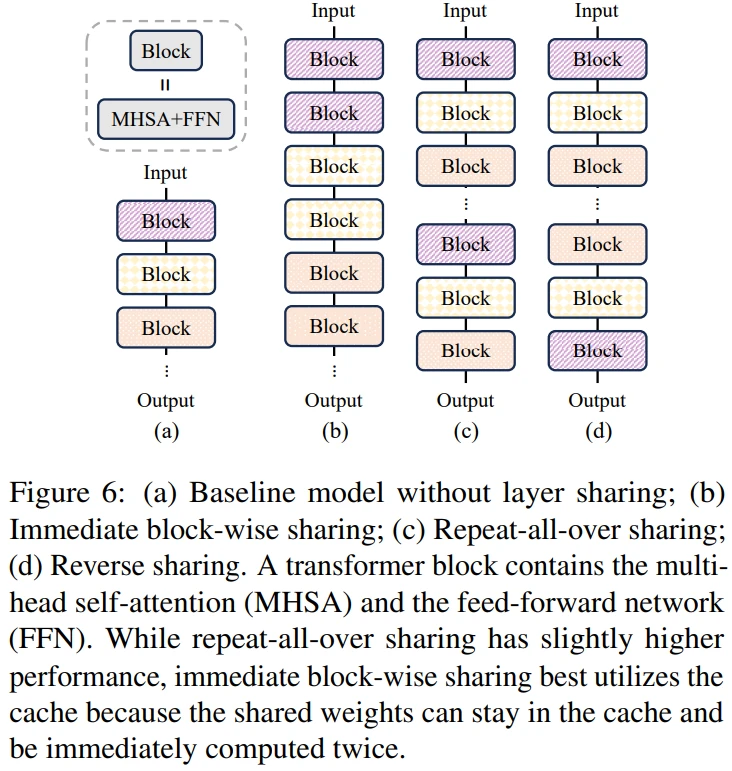 Block
=
MHSA+FFN
Input
Block
Block
Block
...
Output
(a)
Input
Block
Block
Block
Block
Block
Block
...
Output
(b)
Input
Block
Block
Block
...
Block
Block
Block
Output
(c)
Input
Block
Block
Block
...
Block
Block
Block
Output
(d)
Figure 6: (a) Baseline model without layer sharing; (b)
Immediate block-wise sharing; (c) Repeat-all-over sharing;
(d) Reverse sharing. A transformer block contains the multi-
head self-attention (MHSA) and the feed-forward network
(FFN). While repeat-all-over sharing has slightly higher
performance, immediate block-wise sharing best utilizes the
cache because the shared weights can stay in the cache and
be immediately computed twice.